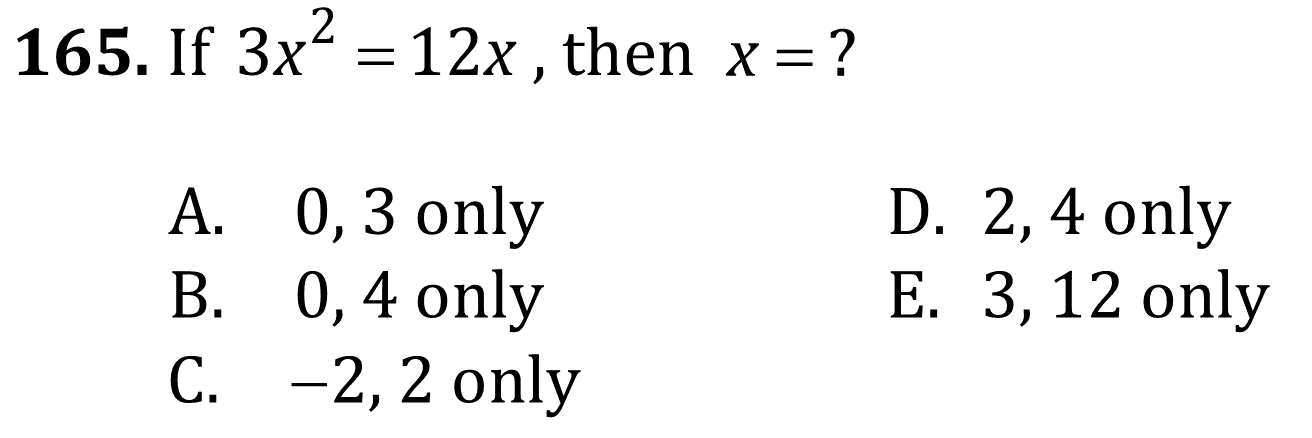 165. If 3x² = 12x , then x = ?
A. 0, 3 only
B. 0, 4 only
C. −2, 2 only
D. 2, 4 only
E. 3, 12 only